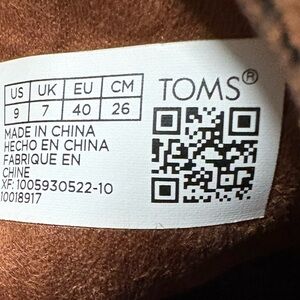 US UK EU CM
9 7 40 26
TOMS®
MADE IN CHINA
HECHO EN CHINA
FABRIQUE EN
CHINE
XF: 1005930522-10
10018917